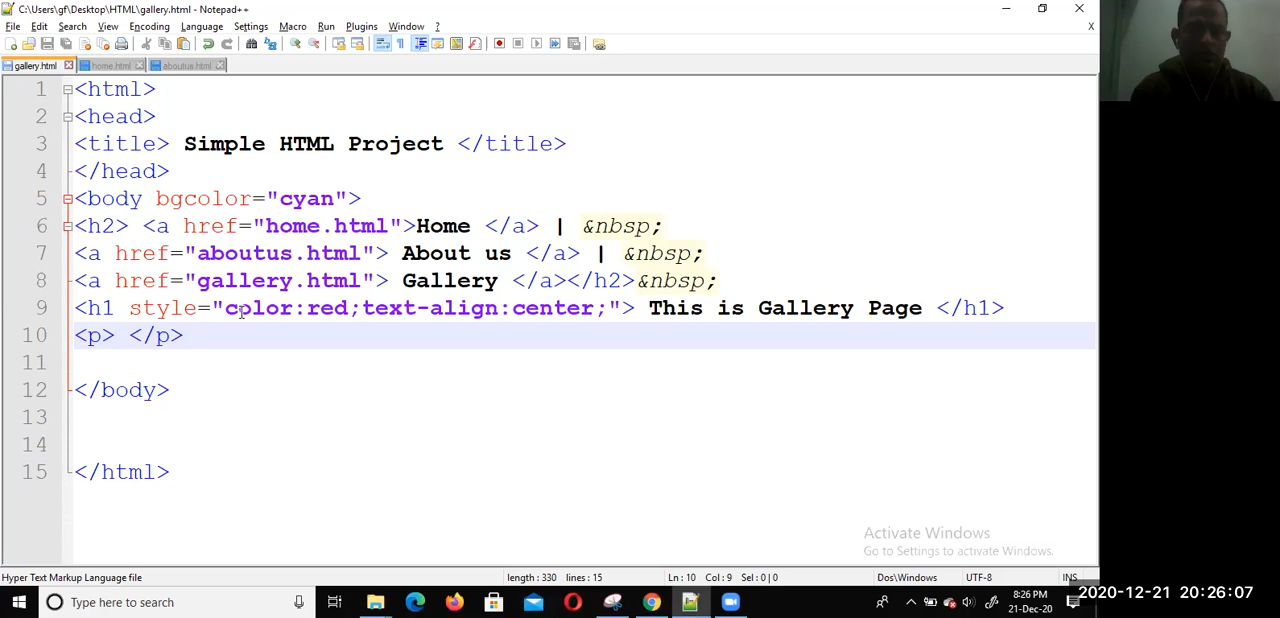 C:\Users\gf\Desktop\HTML\gallery.html - Notepad++
File Edit Search View Encoding Language Settings Macro Run Plugins Window ? X
gallery.html home.html aboutus.html
1 <html>
2 <head>
3 <title> Simple HTML Project </title>
4 </head>
5 <body bgcolor="cyan">
6 <h2> <a href="home.html">Home </a> | &nbsp;
7 <a href="aboutus.html"> About us </a> | &nbsp;
8 <a href="gallery.html"> Gallery </a></h2>&nbsp;
9 <h1 style="color:red;text-align:center;"> This is Gallery Page </h1>
10 <p> </p>
11
12 </body>
13
14
15 </html>
Activate Windows
Go to Settings to activate Windows.
Hyper Text Markup Language file length : 330 lines : 15 Ln : 10 Col : 9 Sel : 0 | 0 Dos\Windows UTF-8 INS
Type here to search
8:26 PM
21-Dec-20
2020-12-21 20:26:07